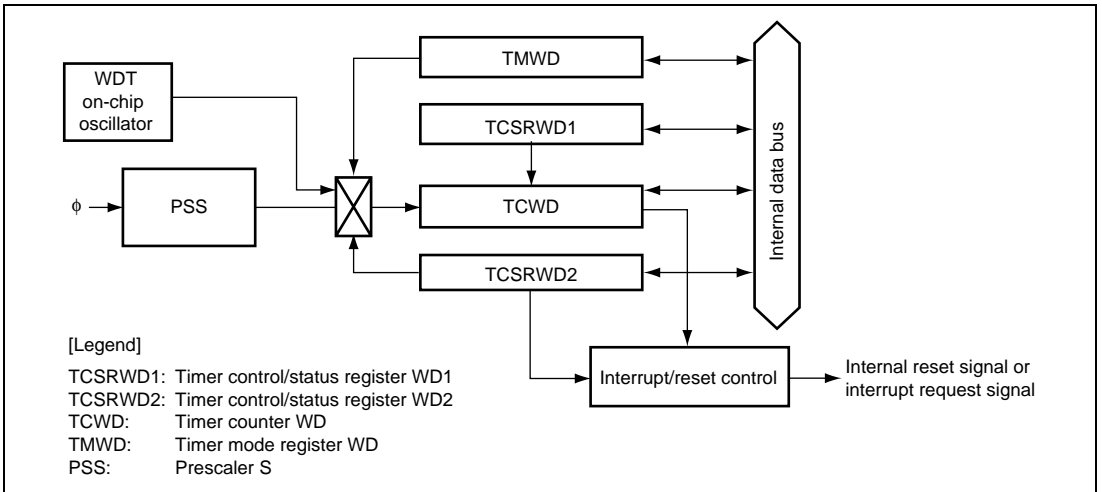 WDT
on-chip
oscillator
TMWD
TCSRWD1
φ
PSS
TCWD
TCSRWD2
Internal data bus
Interrupt/reset control
Internal reset signal or
interrupt request signal
[Legend]
TCSRWD1: Timer control/status register WD1
TCSRWD2: Timer control/status register WD2
TCWD: Timer counter WD
TMWD: Timer mode register WD
PSS: Prescaler S